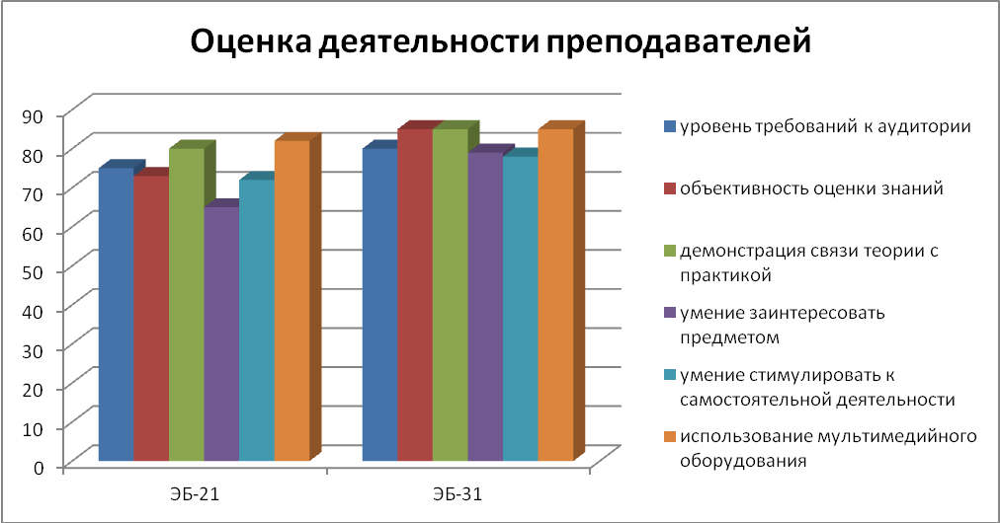 Оценка деятельности преподавателей
90
80
70
60
50
40
30
20
10
0
ЭБ-21
ЭБ-31
уровень требований к аудитории
объективность оценки знаний
демонстрация связи теории с
практикой
умение заинтересовать
предметом
умение стимулировать к
самостоятельной деятельности
использование мультимедийного
оборудования